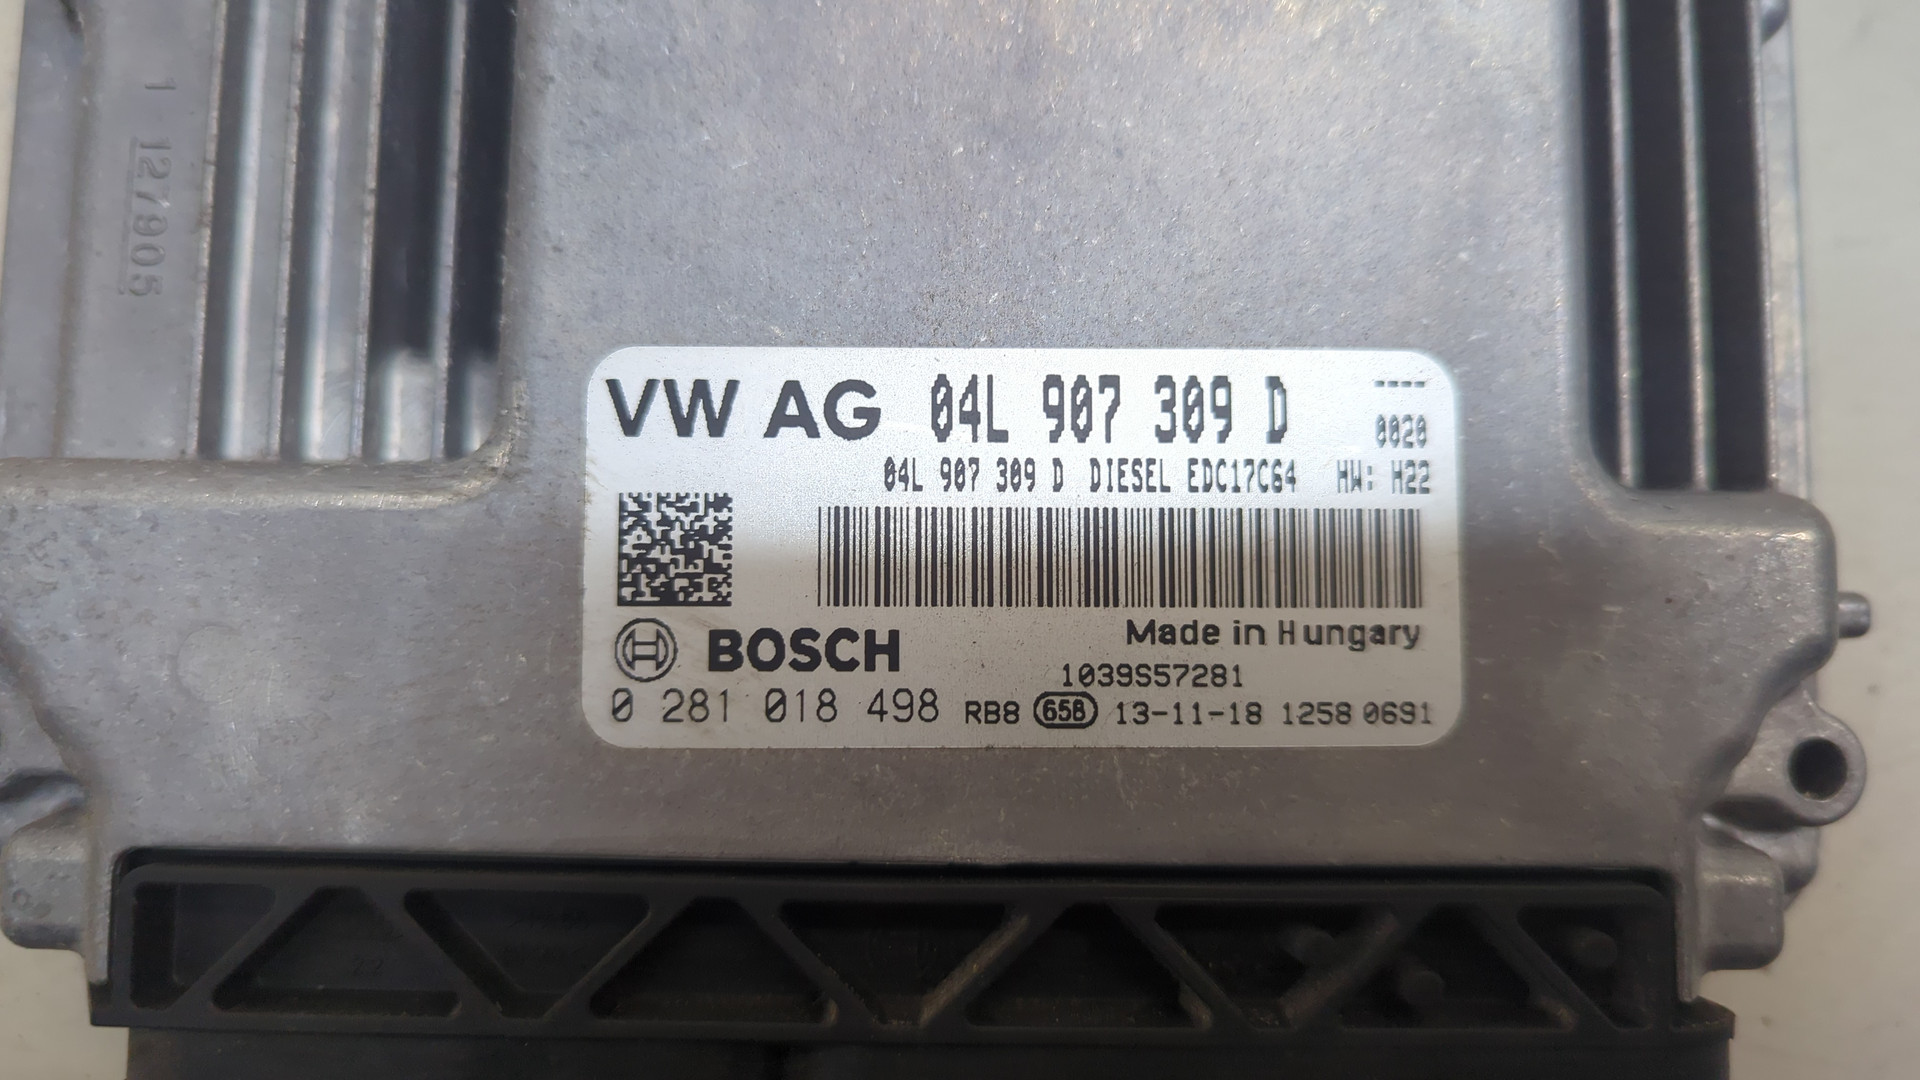 1 127905
VW AG 04L 907 309 D ----
0020
04L 907 309 D DIESEL EDC17C64 HW: H22
BOSCH
Made in Hungary
1039S57281
0 281 018 498 RB8 65B 13-11-18 1258 0691